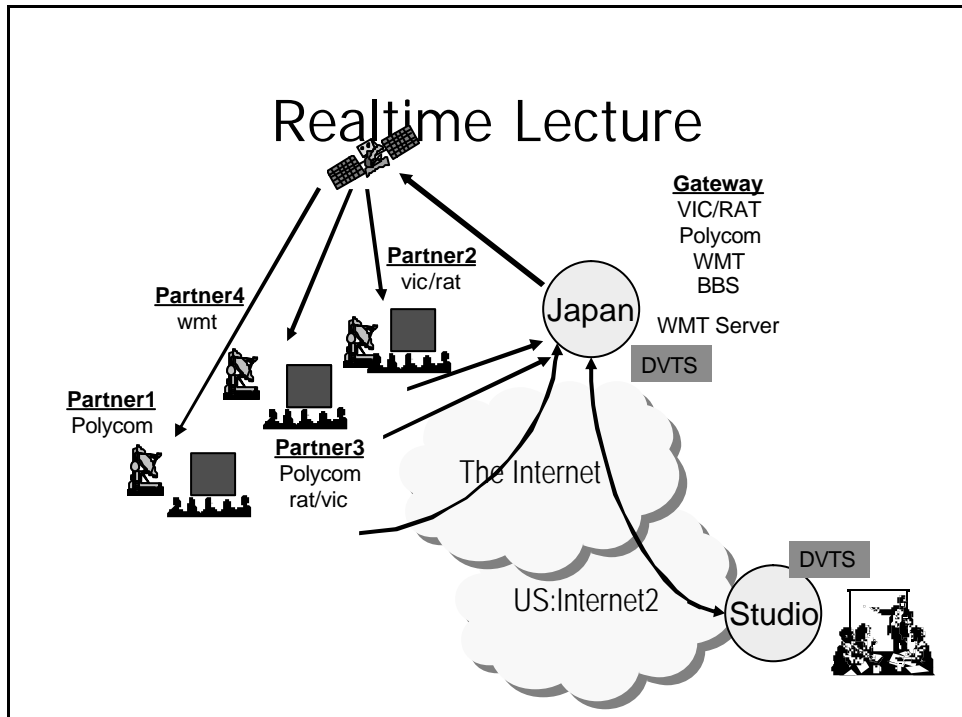 Realtime Lecture
Gateway
VIC/RAT
Polycom
WMT
BBS
WMT Server
Partner2
vic/rat
Partner4
wmt
Japan
DVTS
Partner1
Polycom
Partner3
Polycom
rat/vic
The Internet
US:Internet2
DVTS
Studio